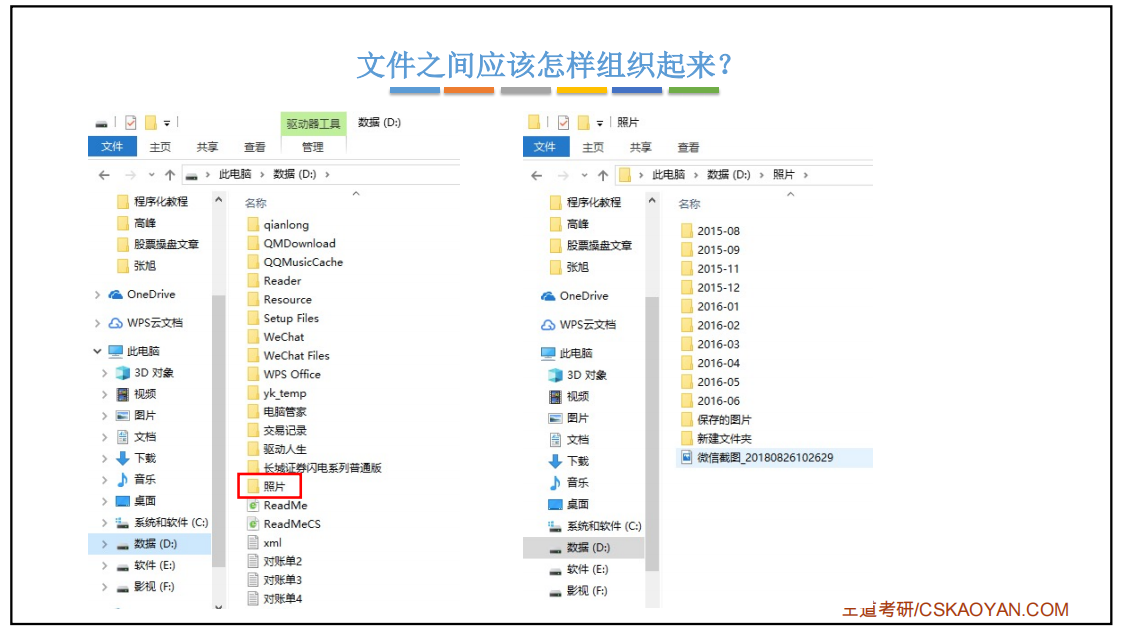 文件之间应该怎样组织起来?
驱动器工具 数据 (D:)
文件 主页 共享 查看 管理
此电脑 › 数据 (D:) ›
程序化教程
高峰
股票操盘文章
张旭
OneDrive
WPS云文档
此电脑
3D 对象
视频
图片
文档
下载
音乐
桌面
系统和软件 (C:)
数据 (D:)
软件 (E:)
影视 (F:)
名称
qianlong
QMDownload
QQMusicCache
Reader
Resource
Setup Files
WeChat
WeChat Files
WPS Office
yk_temp
电脑管家
交易记录
驱动人生
长城证券闪电系列普通版
照片
ReadMe
ReadMeCS
xml
对账单2
对账单3
对账单4
照片
文件 主页 共享 查看
此电脑 › 数据 (D:) › 照片 ›
程序化教程
高峰
股票操盘文章
张旭
OneDrive
WPS云文档
此电脑
3D 对象
视频
图片
文档
下载
音乐
桌面
系统和软件 (C:)
数据 (D:)
软件 (E:)
影视 (F:)
名称
2015-08
2015-09
2015-11
2015-12
2016-01
2016-02
2016-03
2016-04
2016-05
2016-06
保存的图片
新建文件夹
微信截图_20180826102629
王道考研/CSKAOYAN.COM